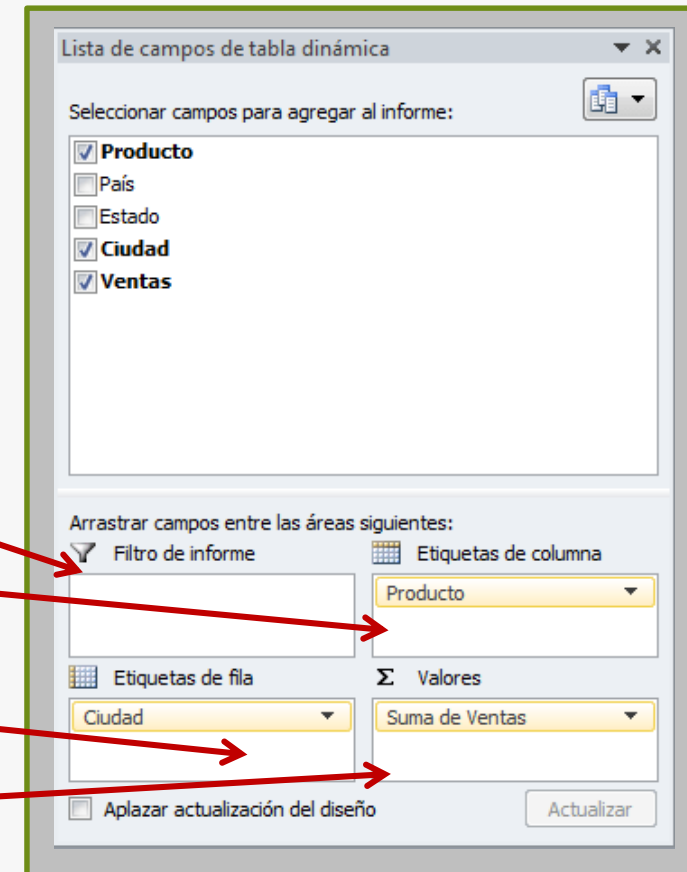 Lista de campos de tabla dinámica
Seleccionar campos para agregar al informe:
Producto
País
Estado
Ciudad
Ventas
Arrastrar campos entre las áreas siguientes:
Filtro de informe
Etiquetas de columna
Producto
Etiquetas de fila
Σ Valores
Ciudad
Suma de Ventas
Aplazar actualización del diseño
Actualizar